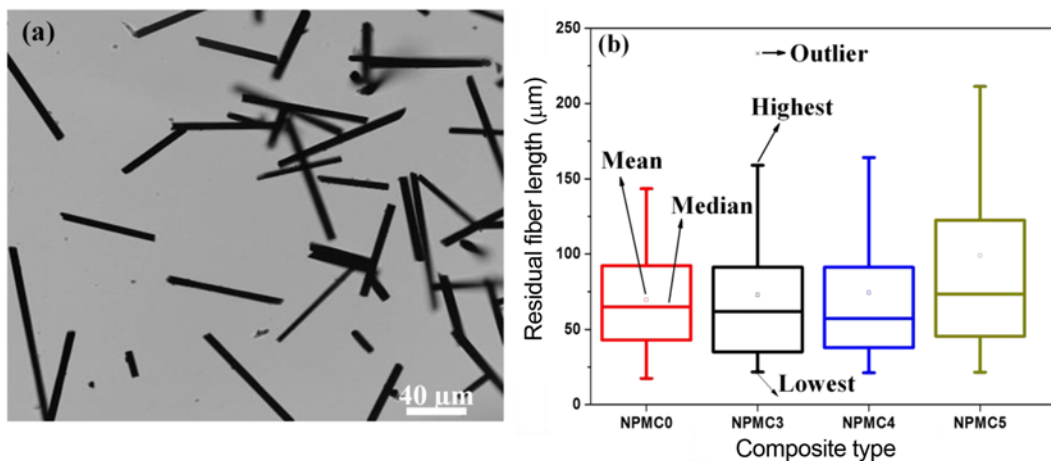 (a)
40 μm
(b)
Residual fiber length (μm)
250
200
150
100
50
0
Outlier
Highest
Mean
Median
Lowest
NPMC0 NPMC3 NPMC4 NPMC5
Composite type